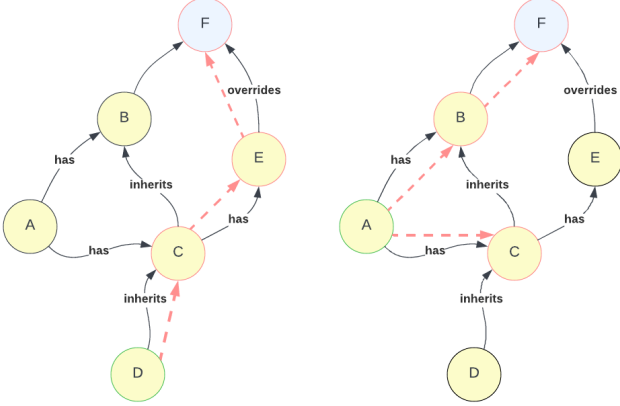 F
overrides
B
E
has
inherits
A
has
has
C
inherits
D
F
overrides
B
E
has
inherits
A
has
has
C
inherits
D